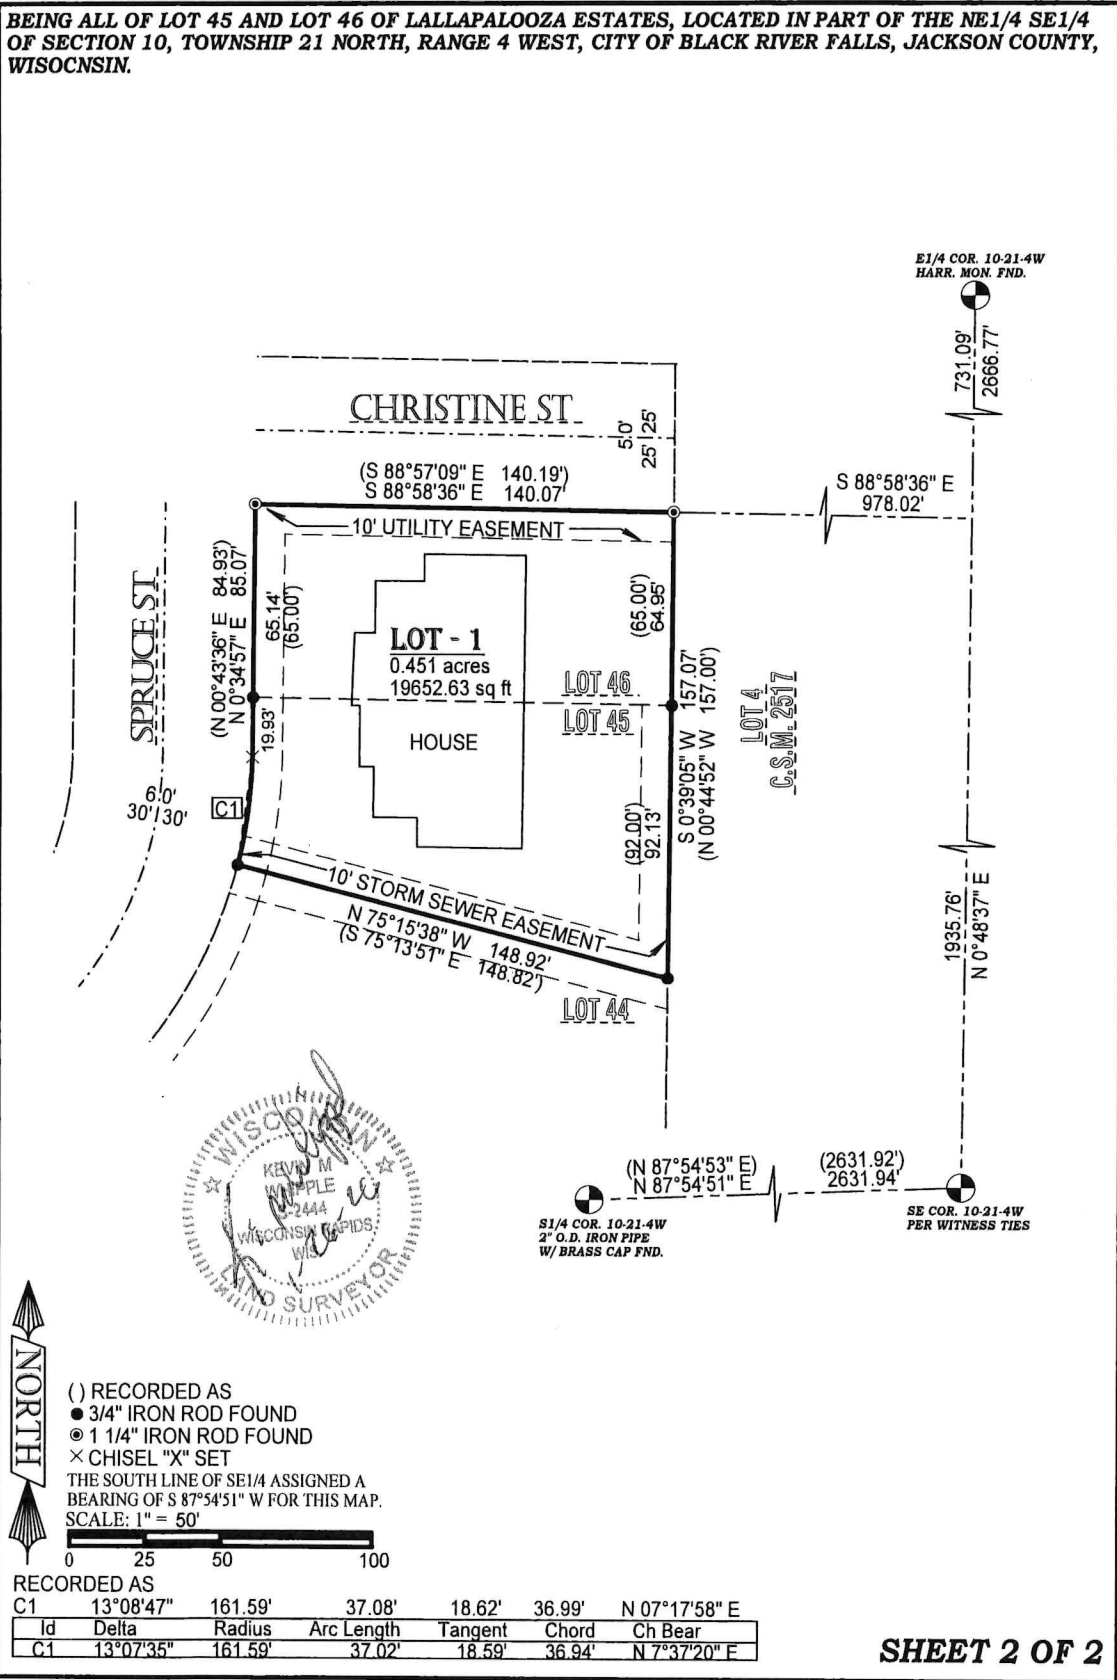 BEING ALL OF LOT 45 AND LOT 46 OF LALLAPALOOZA ESTATES, LOCATED IN PART OF THE NE1/4 SE1/4
OF SECTION 10, TOWNSHIP 21 NORTH, RANGE 4 WEST, CITY OF BLACK RIVER FALLS, JACKSON COUNTY,
WISOCNSIN.
E1/4 COR. 10-21-4W
HARR. MON. FND.
731.09'
2666.77'
CHRISTINE ST
5.0'
25' 25'
(S 88°57'09" E 140.19')
S 88°58'36" E 140.07'
S 88°58'36" E
978.02'
10' UTILITY EASEMENT
SPRUCE ST
(N 00°43'36" E 84.93')
N 0°34'57" E 85.07'
65.14'
(65.00')
(65.00')
64.95'
LOT - 1
0.451 acres
19652.63 sq ft
LOT 46
LOT 45
HOUSE
19.93'
S 0°39'05" W 157.07'
(N 00°44'52" W 157.00')
LOT 4
C.S.M. 2517
6.0'
30' 30'
C1
(92.00')
92.13'
10' STORM SEWER EASEMENT
N 75°15'38" W 148.92'
(S 75°13'51" E 148.82')
LOT 44
1935.76'
N 0°48'37" E
WISCONSIN
KEVIN M
WHIPPLE
S-2444
WISCONSIN RAPIDS
WIS.
LAND SURVEYOR
(N 87°54'53" E) (2631.92')
N 87°54'51" E 2631.94'
S1/4 COR. 10-21-4W
2" O.D. IRON PIPE
W/ BRASS CAP FND.
SE COR. 10-21-4W
PER WITNESS TIES
NORTH
( ) RECORDED AS
3/4" IRON ROD FOUND
1 1/4" IRON ROD FOUND
CHISEL "X" SET
THE SOUTH LINE OF SE1/4 ASSIGNED A
BEARING OF S 87°54'51" W FOR THIS MAP.
SCALE: 1" = 50'
0 25 50 100
RECORDED AS
C1 13°08'47" 161.59' 37.08' 18.62' 36.99' N 07°17'58" E
Id Delta Radius Arc Length Tangent Chord Ch Bear
C1 13°07'35" 161.59' 37.02' 18.59' 36.94' N 7°37'20" E
SHEET 2 OF 2